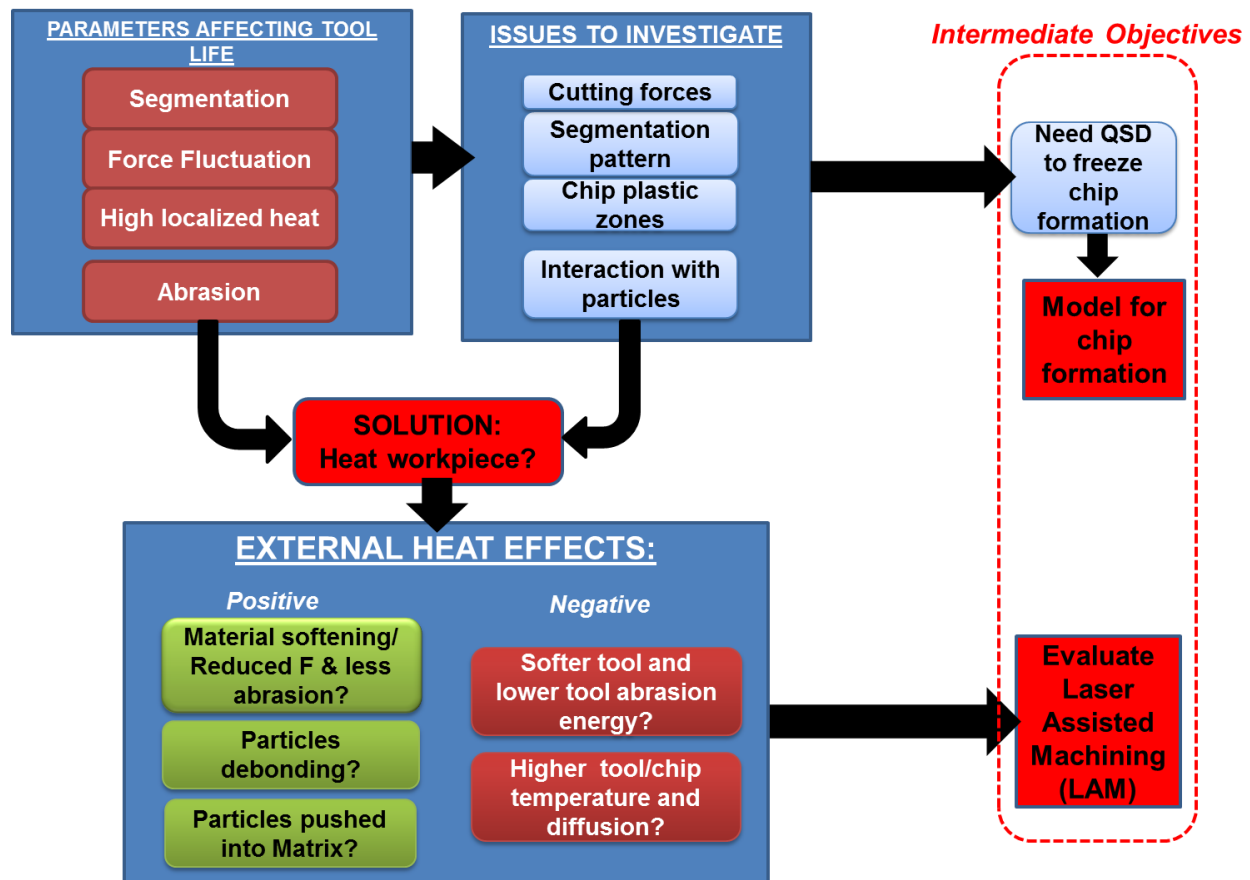 PARAMETERS AFFECTING TOOL
LIFE
Segmentation
Force Fluctuation
High localized heat
Abrasion
ISSUES TO INVESTIGATE
Cutting forces
Segmentation
pattern
Chip plastic
zones
Interaction with
particles
Intermediate Objectives
Need QSD
to freeze
chip
formation
Model for
chip
formation
SOLUTION:
Heat workpiece?
EXTERNAL HEAT EFFECTS:
Positive
Material softening/
Reduced F & less
abrasion?
Particles
debonding?
Particles pushed
into Matrix?
Negative
Softer tool and
lower tool abrasion
energy?
Higher tool/chip
temperature and
diffusion?
Evaluate
Laser
Assisted
Machining
(LAM)